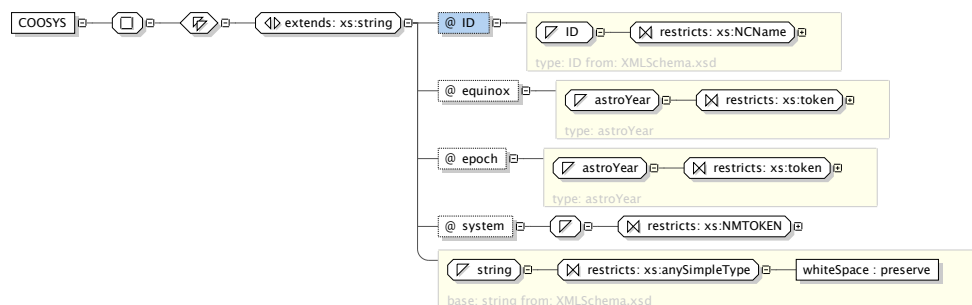 COOSYS extends: xs:string @ ID ID restricts: xs:NCName
type: ID from: XMLSchema.xsd
@ equinox astroYear restricts: xs:token
type: astroYear
@ epoch astroYear restricts: xs:token
type: astroYear
@ system restricts: xs:NMTOKEN
string restricts: xs:anySimpleType whiteSpace : preserve
base: string from: XMLSchema.xsd